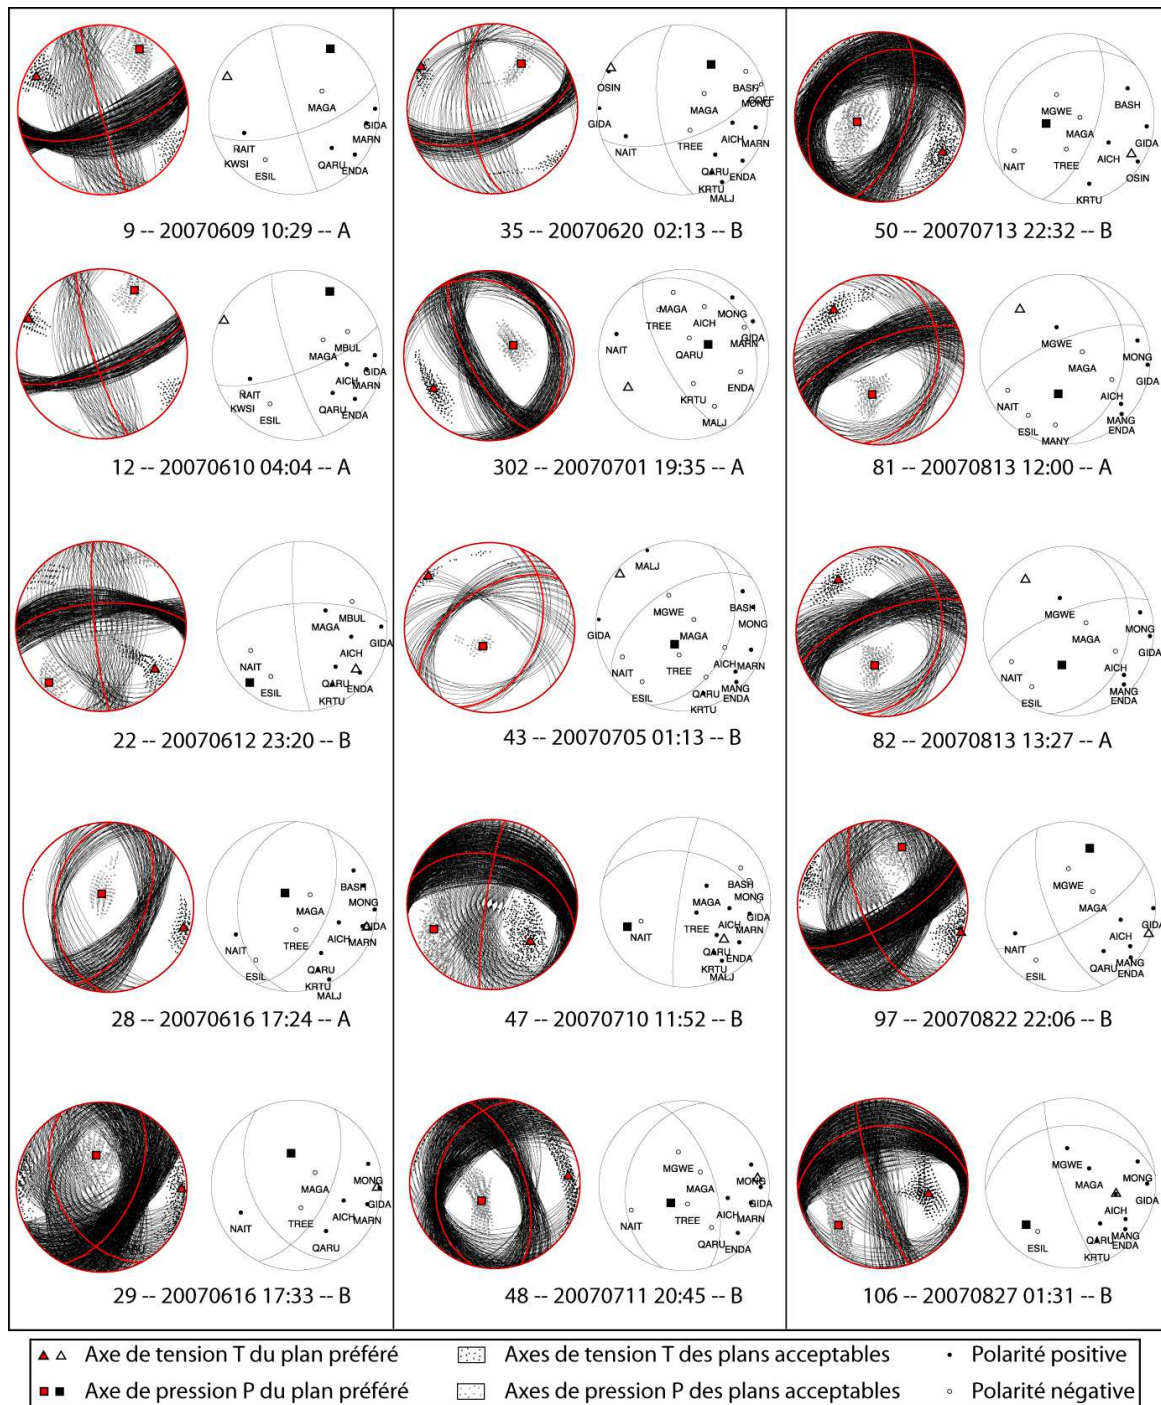 MAGA
GIDA
MARN
NAIT
KWSI
ESIL
QARU
ENDA
9 -- 20070609 10:29 -- A
OSIN
GIDA
NAIT
MAGA
TREE
BASH
GOFF
MONG
AICH
MARN
QARU
ENDA
KRTU
MALJ
35 -- 20070620 02:13 -- B
MGWE
BASH
MAGA
GIDA
NAIT
TREE
AICH
OSIN
KRTU
50 -- 20070713 22:32 -- B
MBUL
MAGA
GIDA
AICH
MARN
NAIT
KWSI
ESIL
QARU
ENDA
12 -- 20070610 04:04 -- A
MAGA
TREE
AICH
MONG
GIDA
MARN
NAIT
QARU
ENDA
KRTU
MALJ
302 -- 20070701 19:35 -- A
MGWE
MAGA
MONG
GIDA
NAIT
AICH
ESIL
MANY
MANG
ENDA
81 -- 20070813 12:00 -- A
MBUL
MAGA
GIDA
AICH
NAIT
ESIL
ENDA
KRTU
22 -- 20070612 23:20 -- B
MALJ
MGWE
BASH
GIDA
MAGA
MONG
NAIT
TREE
AICH
MARN
ESIL
QARU
MANG
KRTU
ENDA
43 -- 20070705 01:13 -- B
MGWE
MAGA
MONG
GIDA
NAIT
AICH
ESIL
MANG
ENDA
82 -- 20070813 13:27 -- A
BASH
MAGA
MONG
GIDA
NAIT
TREE
AICH
MARN
ESIL
QARU
KRTU
MALJ
28 -- 20070616 17:24 -- A
BASH
MAGA
MONG
GIDA
NAIT
TREE
AICH
MARN
QARU
ENDA
KRTU
MALJ
47 -- 20070710 11:52 -- B
MGWE
MAGA
GIDA
NAIT
AICH
ESIL
QARU
MANG
ENDA
97 -- 20070822 22:06 -- B
MAGA
MONG
GIDA
NAIT
TREE
AICH
MARN
QARU
29 -- 20070616 17:33 -- B
MGWE
MAGA
MONG
GIDA
NAIT
TREE
AICH
MARN
QARU
ENDA
48 -- 20070711 20:45 -- B
MGWE
MAGA
MONG
GIDA
AICH
ESIL
QARU
MANG
KRTU
ENDA
106 -- 20070827 01:31 -- B
Axe de tension T du plan préféré
Axes de tension T des plans acceptables
Polarité positive
Axe de pression P du plan préféré
Axes de pression P des plans acceptables
Polarité négative